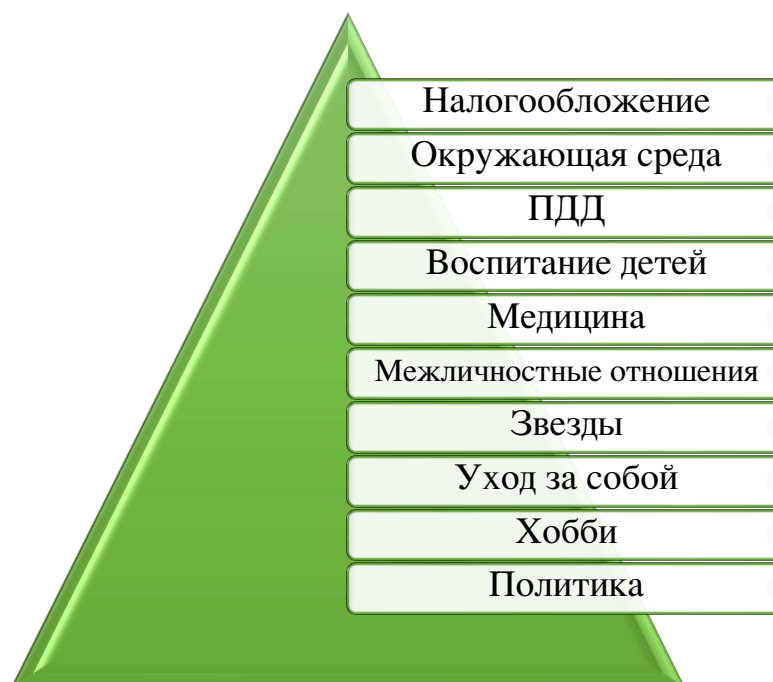 Налогообложение
Окружающая среда
ПДД
Воспитание детей
Медицина
Межличностные отношения
Звезды
Уход за собой
Хобби
Политика